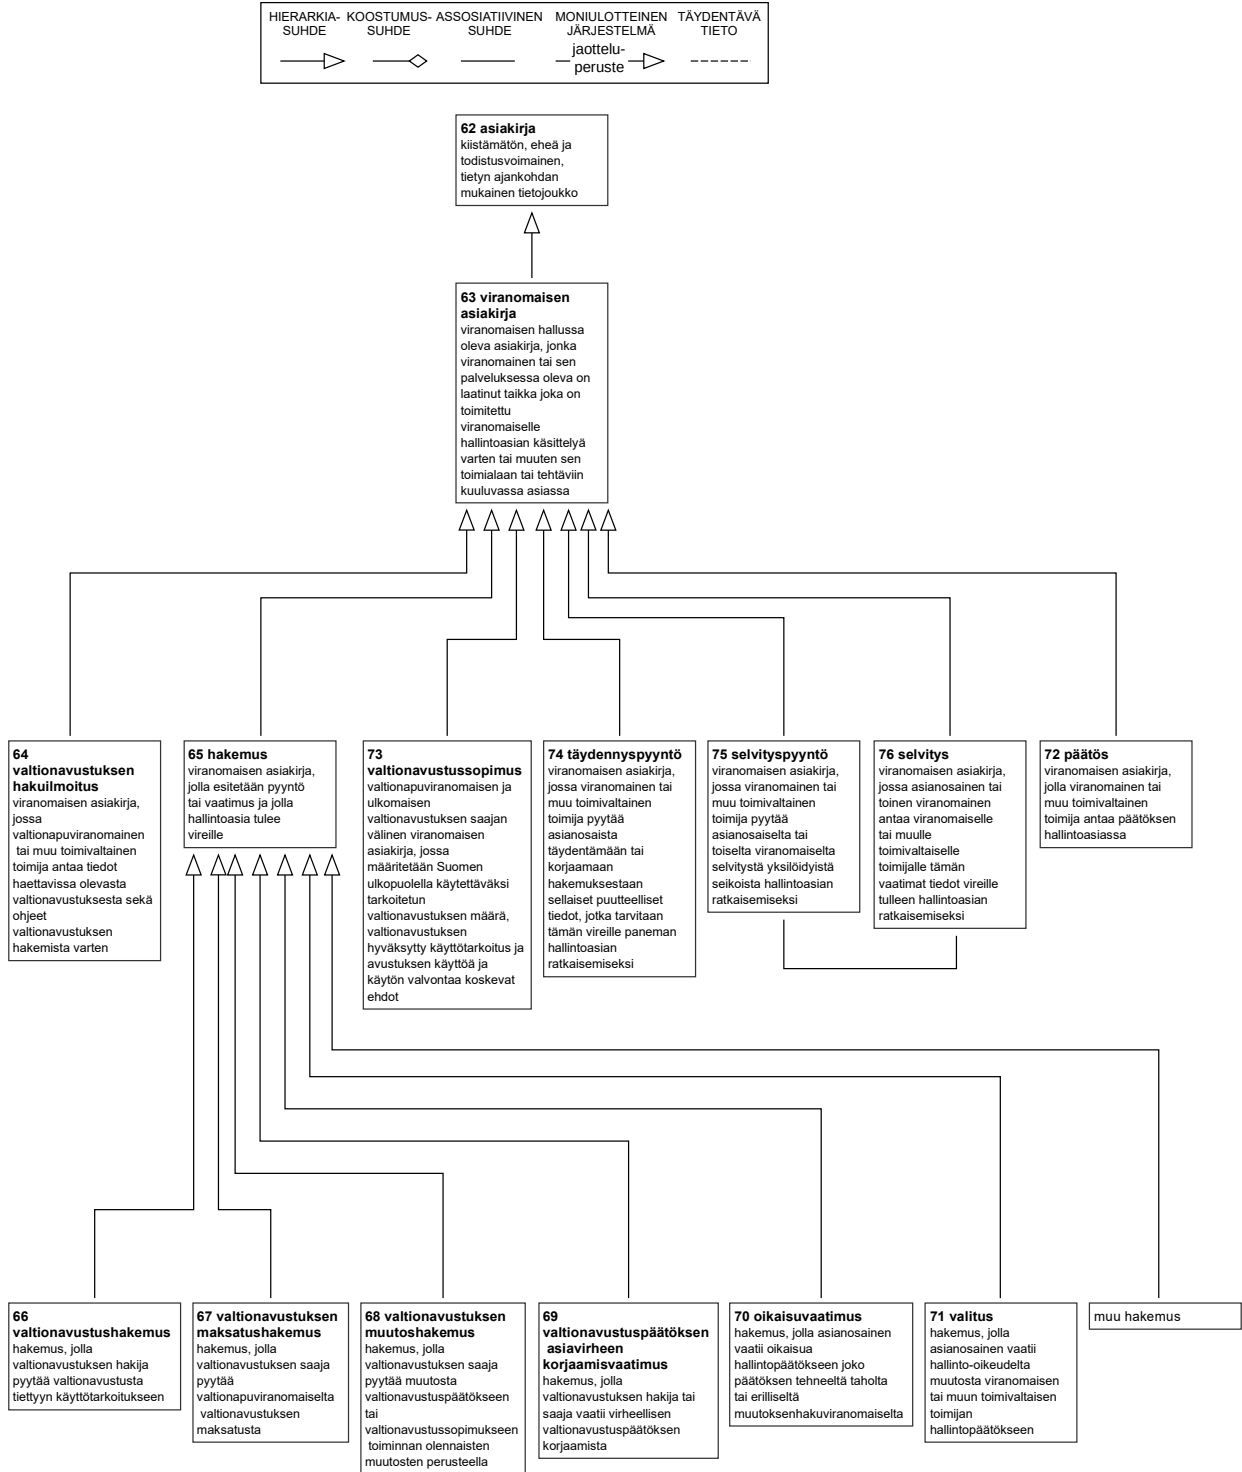 HIERARKIA-
SUHDE
KOOSTUMUS-
SUHDE
ASSOSIATIIVINEN
SUHDE
MONIULOTTEINEN
JÄRJESTELMÄ
jaottelu-
peruste
TÄYDENTÄVÄ
TIETO
62 asiakirja
kiistämätön, eheä ja
todistusvoimainen,
tietyn ajankohdan
mukainen tietojoukko
63 viranomaisen
asiakirja
viranomaisen hallussa
oleva asiakirja, jonka
viranomainen tai sen
palveluksessa oleva on
laatinut taikka joka on
toimitettu
viranomaiselle
hallintoasian käsittelyä
varten tai muuten sen
toimialaan tai tehtäviin
kuuluvassa asiassa
64
valtionavustuksen
hakuilmoitus
viranomaisen asiakirja,
jossa
valtionapuviranomainen
tai muu toimivaltainen
toimija antaa tiedot
haettavissa olevasta
valtionavustuksesta sekä
ohjeet
valtionavustuksen
hakemista varten
65 hakemus
viranomaisen asiakirja,
jolla esitetään pyyntö
tai vaatimus ja jolla
hallintoasia tulee
vireille
73
valtionavustussopimus
valtionapuviranomaisen ja
ulkomaisen
valtionavustuksen saajan
välinen viranomaisen
asiakirja, jossa
määritetään Suomen
ulkopuolella käytettäväksi
tarkoitetun
valtionavustuksen määrä,
valtionavustuksen
hyväksytty käyttötarkoitus ja
avustuksen käyttöä ja
käytön valvontaa koskevat
ehdot
74 täydennyspyyntö
viranomaisen asiakirja,
jossa viranomainen tai
muu toimivaltainen
toimija pyytää
asianosaista
täydentämään tai
korjaamaan
hakemuksestaan
sellaiset puutteelliset
tiedot, jotka tarvitaan
tämän vireille paneman
hallintoasian
ratkaisemiseksi
75 selvityspyyntö
viranomaisen asiakirja,
jossa viranomainen tai
muu toimivaltainen
toimija pyytää
asianosaiselta tai
toiselta viranomaiselta
selvitystä yksilöidyistä
seikoista hallintoasian
ratkaisemiseksi
76 selvitys
viranomaisen asiakirja,
jossa asianosainen tai
toinen viranomainen
antaa viranomaiselle
tai muulle
toimivaltaiselle
toimijalle tämän
vaatimat tiedot vireille
tulleen hallintoasian
ratkaisemiseksi
72 päätös
viranomaisen asiakirja,
jolla viranomainen tai
muu toimivaltainen
toimija antaa päätöksen
hallintoasiassa
66
valtionavustushakemus
hakemus, jolla
valtionavustuksen hakija
pyytää valtionavustusta
tiettyyn käyttötarkoitukseen
67 valtionavustuksen
maksatushakemus
hakemus, jolla
valtionavustuksen saaja
pyytää
valtionapuviranomaiselta
valtionavustuksen
maksatusta
68 valtionavustuksen
muutoshakemus
hakemus, jolla
valtionavustuksen saaja
pyytää muutosta
valtionavustuspäätökseen
tai
valtionavustussopimukseen
toiminnan olennaisten
muutosten perusteella
69
valtionavustuspäätöksen
asiavirheen
korjaamisvaatimus
hakemus, jolla
valtionavustuksen hakija tai
saaja vaatii virheellisen
valtionavustuspäätöksen
korjaamista
70 oikaisuvaatimus
hakemus, jolla asianosainen
vaatii oikaisua
hallintopäätökseen joko
päätöksen tehneeltä taholta
tai erilliseltä
muutoksenhakuviranomaiselta
71 valitus
hakemus, jolla
asianosainen vaatii
hallinto-oikeudelta
muutosta viranomaisen
tai muun toimivaltaisen
toimijan
hallintopäätökseen
muu hakemus